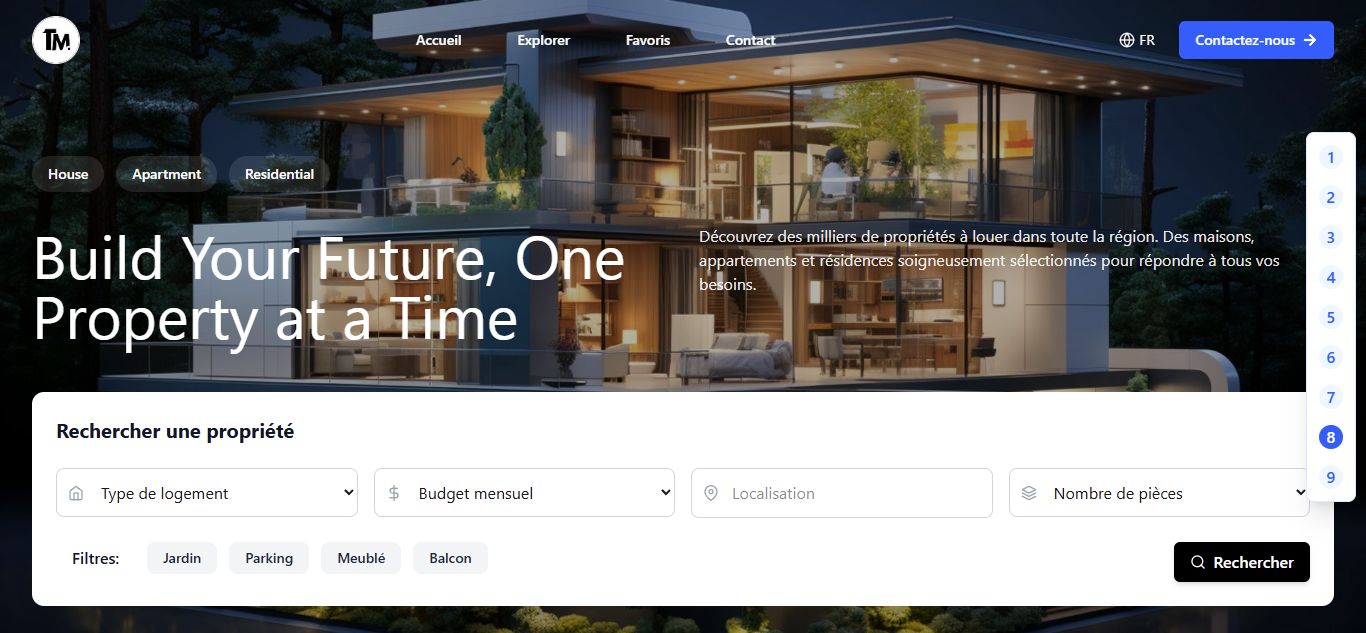 TM
Accueil
Explorer
Favoris
Contact
FR
Contactez-nous
House
Apartment
Residential
Build Your Future, One
Property at a Time
Découvrez des milliers de propriétés à louer dans toute la région. Des maisons,
appartements et résidences soigneusement sélectionnés pour répondre à tous vos
besoins.
1
2
3
4
5
6
7
8
9
Rechercher une propriété
Type de logement
Budget mensuel
Localisation
Nombre de pièces
Filtres:
Jardin
Parking
Meublé
Balcon
Rechercher